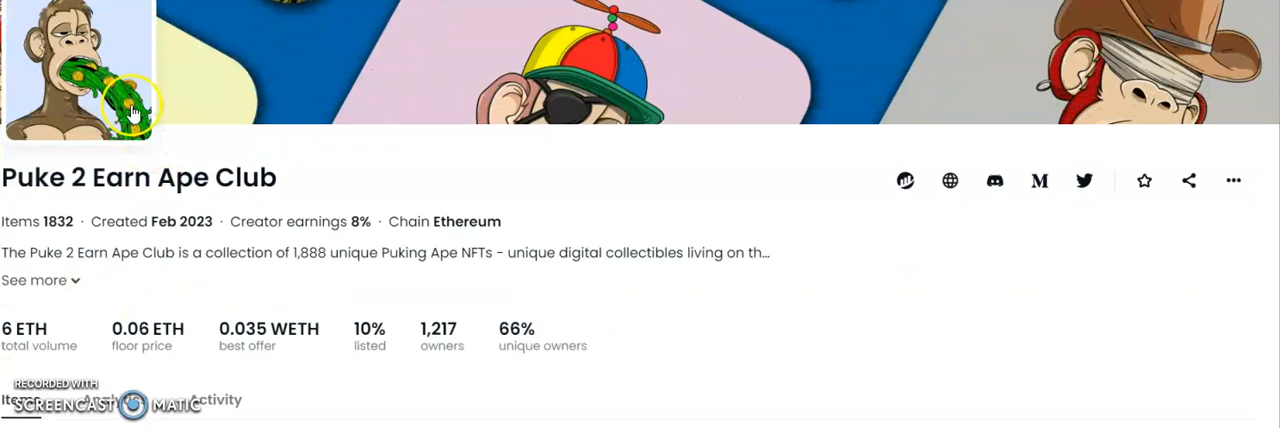 Puke 2 Earn Ape Club
Items 1832 · Created Feb 2023 · Creator earnings 8% · Chain Ethereum
The Puke 2 Earn Ape Club is a collection of 1,888 unique Puking Ape NFTs - unique digital collectibles living on th...
See more
6 ETH 0.06 ETH 0.035 WETH 10% 1,217 66%
total volume floor price best offer listed owners unique owners
RECORDED WITH
Items Activity
SCREENCAST MATIC